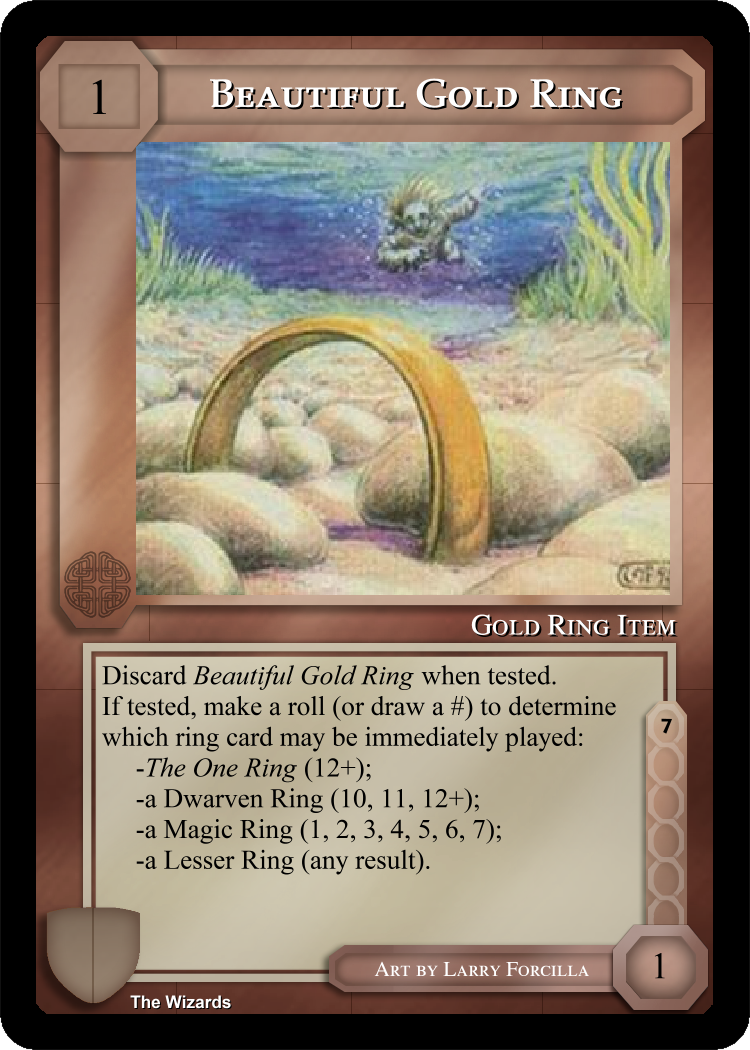 1
Beautiful Gold Ring
Gold Ring Item
Discard Beautiful Gold Ring when tested.
If tested, make a roll (or draw a #) to determine
which ring card may be immediately played:
-The One Ring (12+);
-a Dwarven Ring (10, 11, 12+);
-a Magic Ring (1, 2, 3, 4, 5, 6, 7);
-a Lesser Ring (any result).
7
Art by Larry Forcilla
1
The Wizards